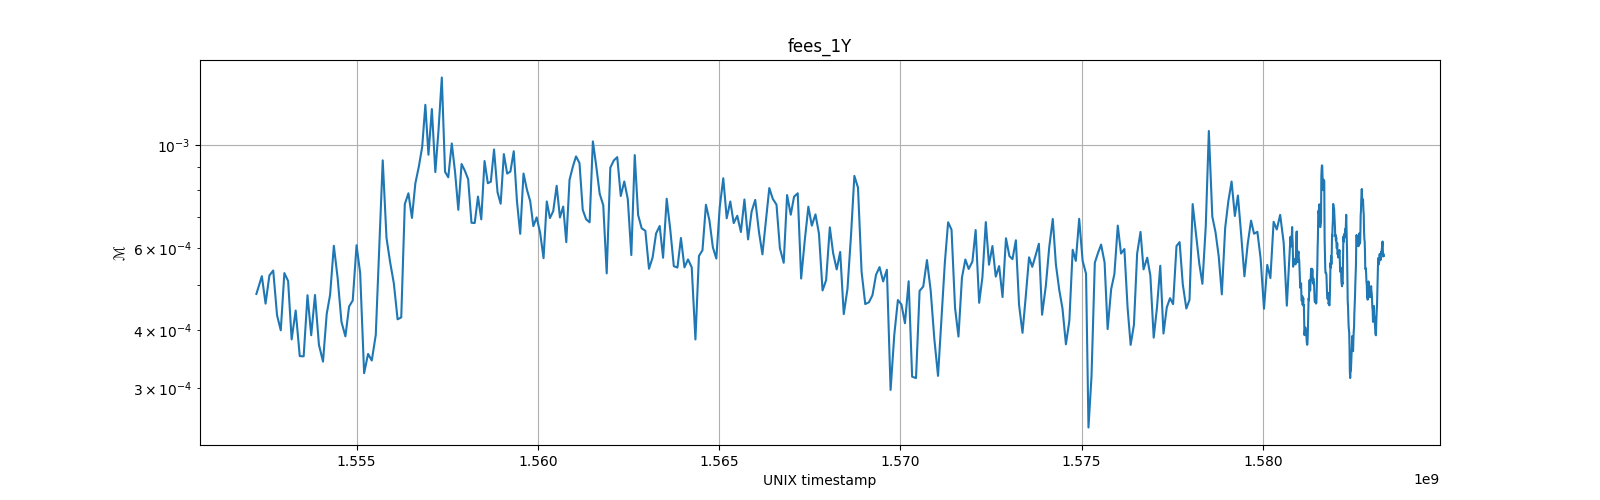 fees_1Y
ℳ
10⁻³
6 × 10⁻⁴
4 × 10⁻⁴
3 × 10⁻⁴
1.555 1.560 1.565 1.570 1.575 1.580
1e9
UNIX timestamp